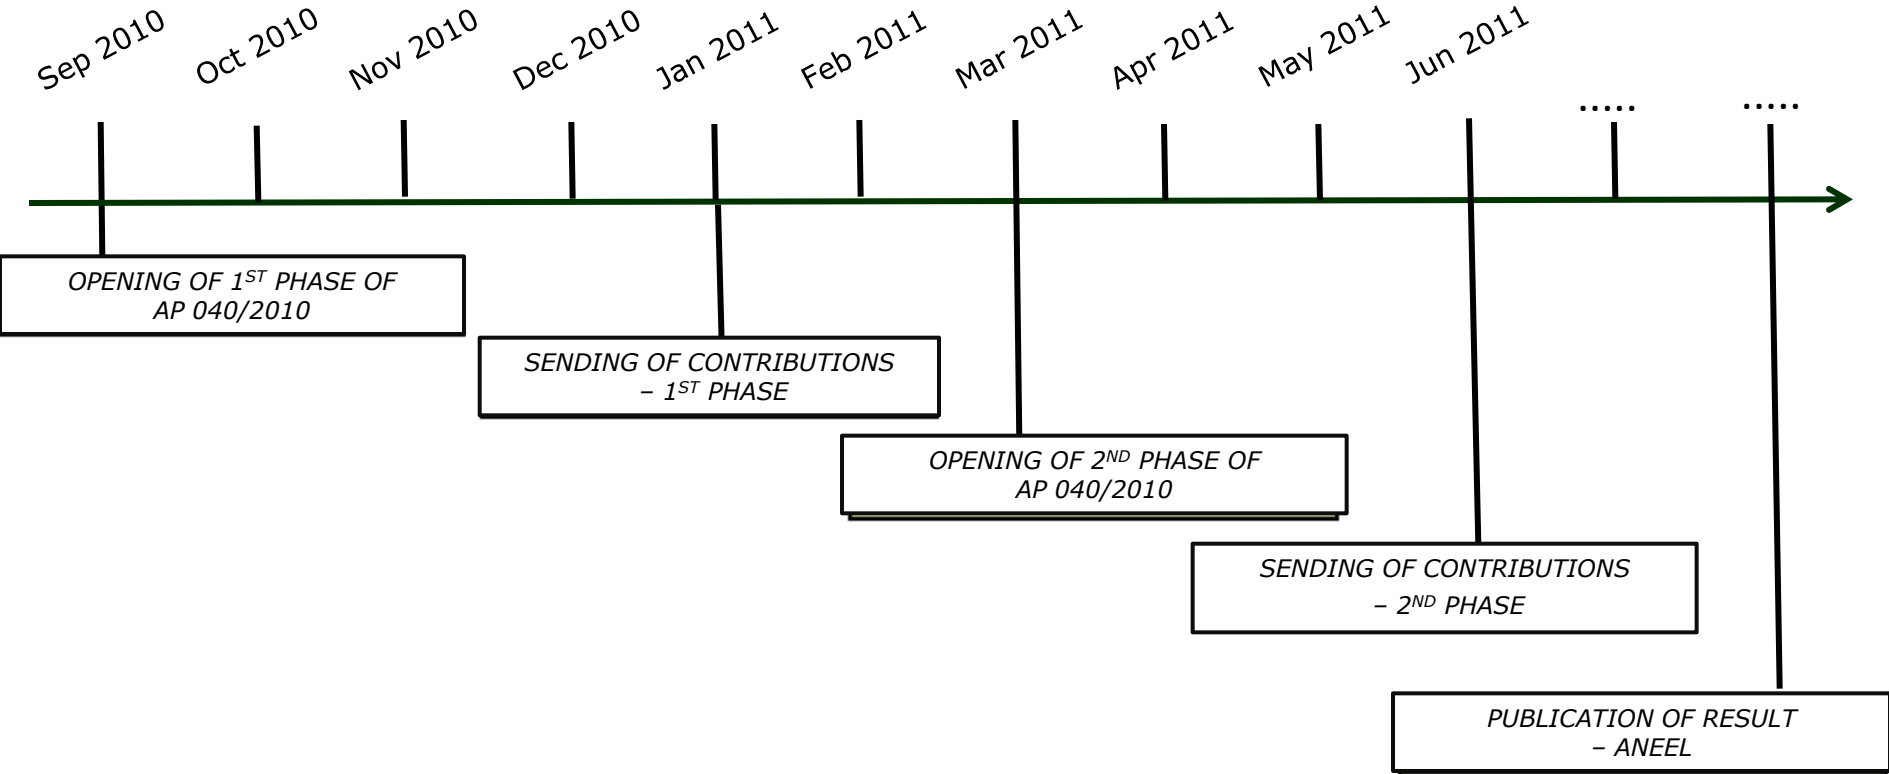 Sep 2010
Oct 2010
Nov 2010
Dec 2010
Jan 2011
Feb 2011
Mar 2011
Apr 2011
May 2011
Jun 2011
.....
.....
OPENING OF 1ST PHASE OF
AP 040/2010
SENDING OF CONTRIBUTIONS
– 1ST PHASE
OPENING OF 2ND PHASE OF
AP 040/2010
SENDING OF CONTRIBUTIONS
– 2ND PHASE
PUBLICATION OF RESULT
– ANEEL